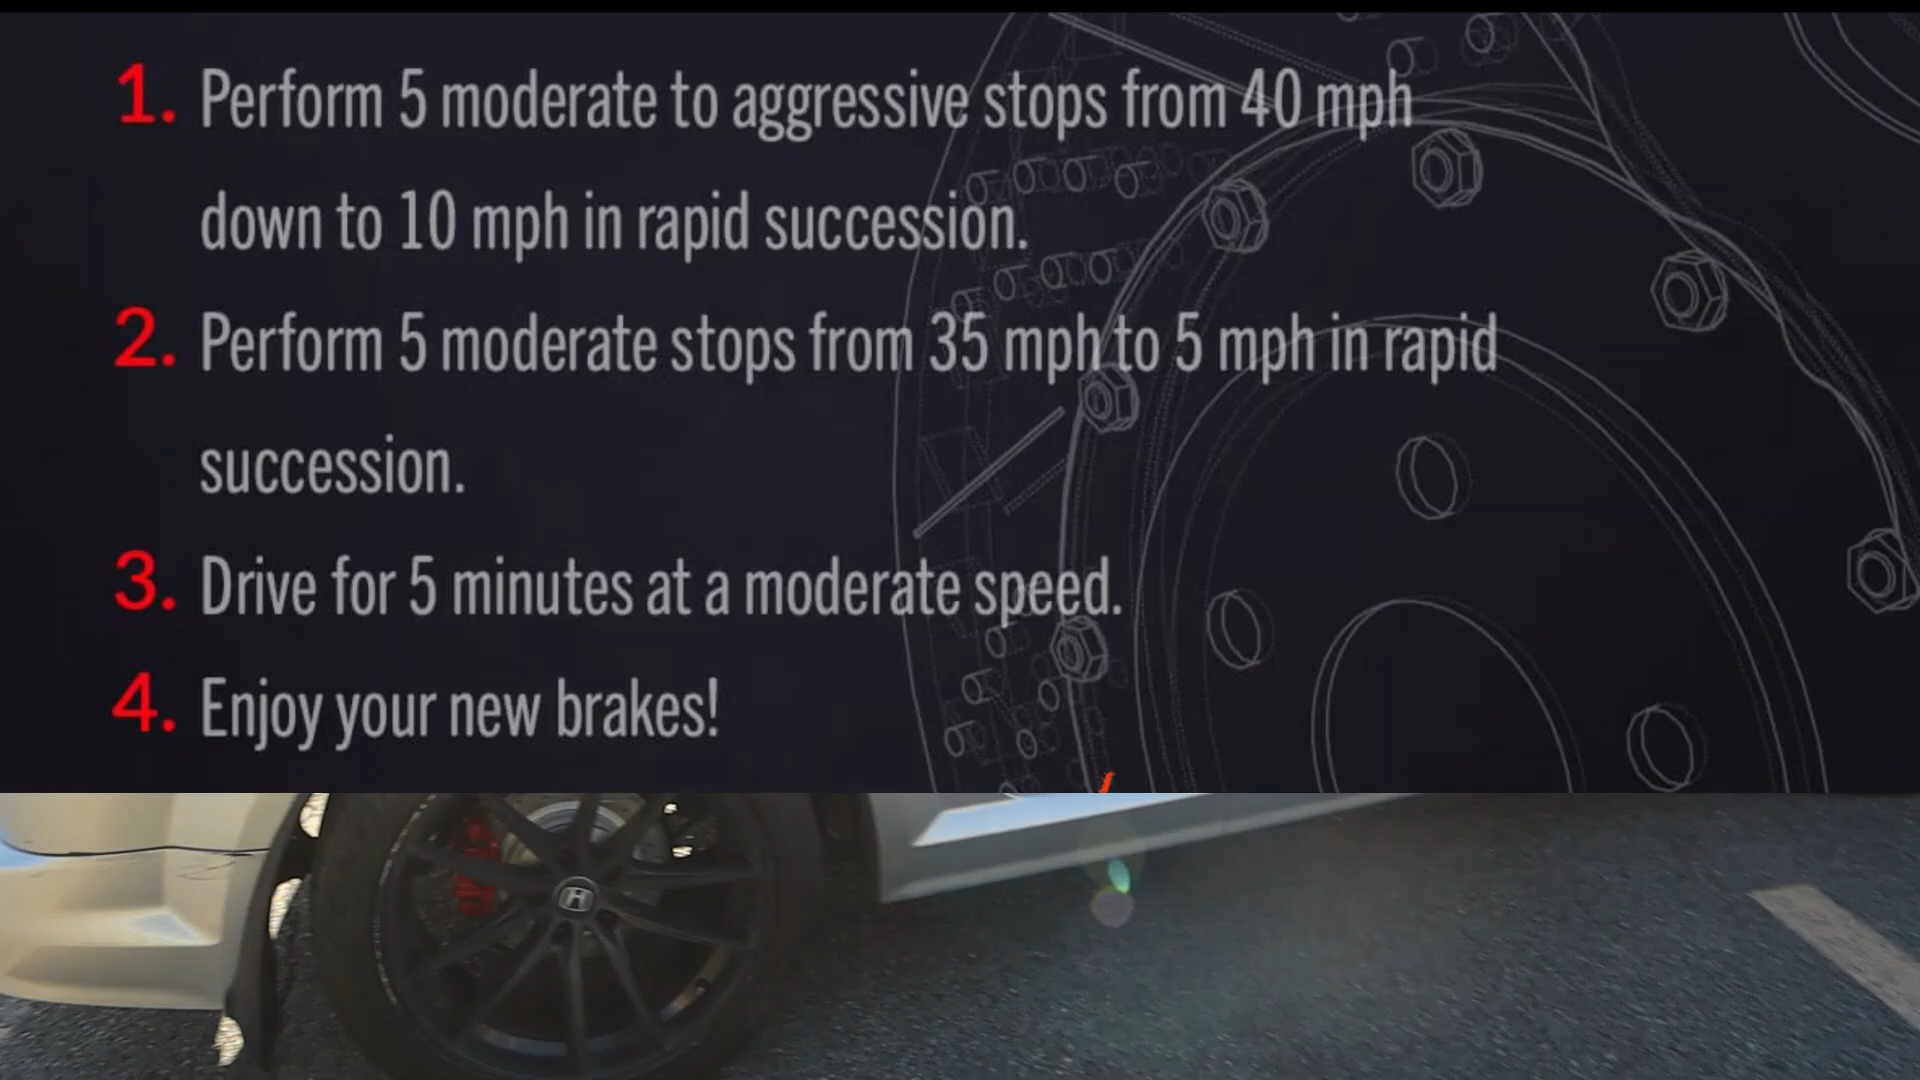 1. Perform 5 moderate to aggressive stops from 40 mph
down to 10 mph in rapid succession.
2. Perform 5 moderate stops from 35 mph to 5 mph in rapid
succession.
3. Drive for 5 minutes at a moderate speed.
4. Enjoy your new brakes!